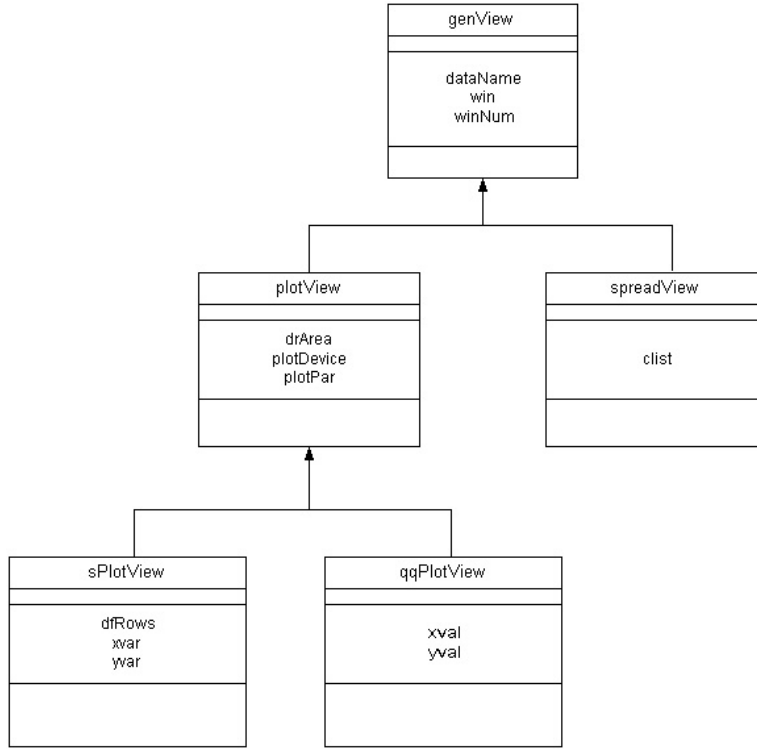 genView
dataName
win
winNum
plotView
spreadView
drArea
plotDevice
plotPar
clist
sPlotView
qqPlotView
dfRows
xvar
yvar
xval
yval